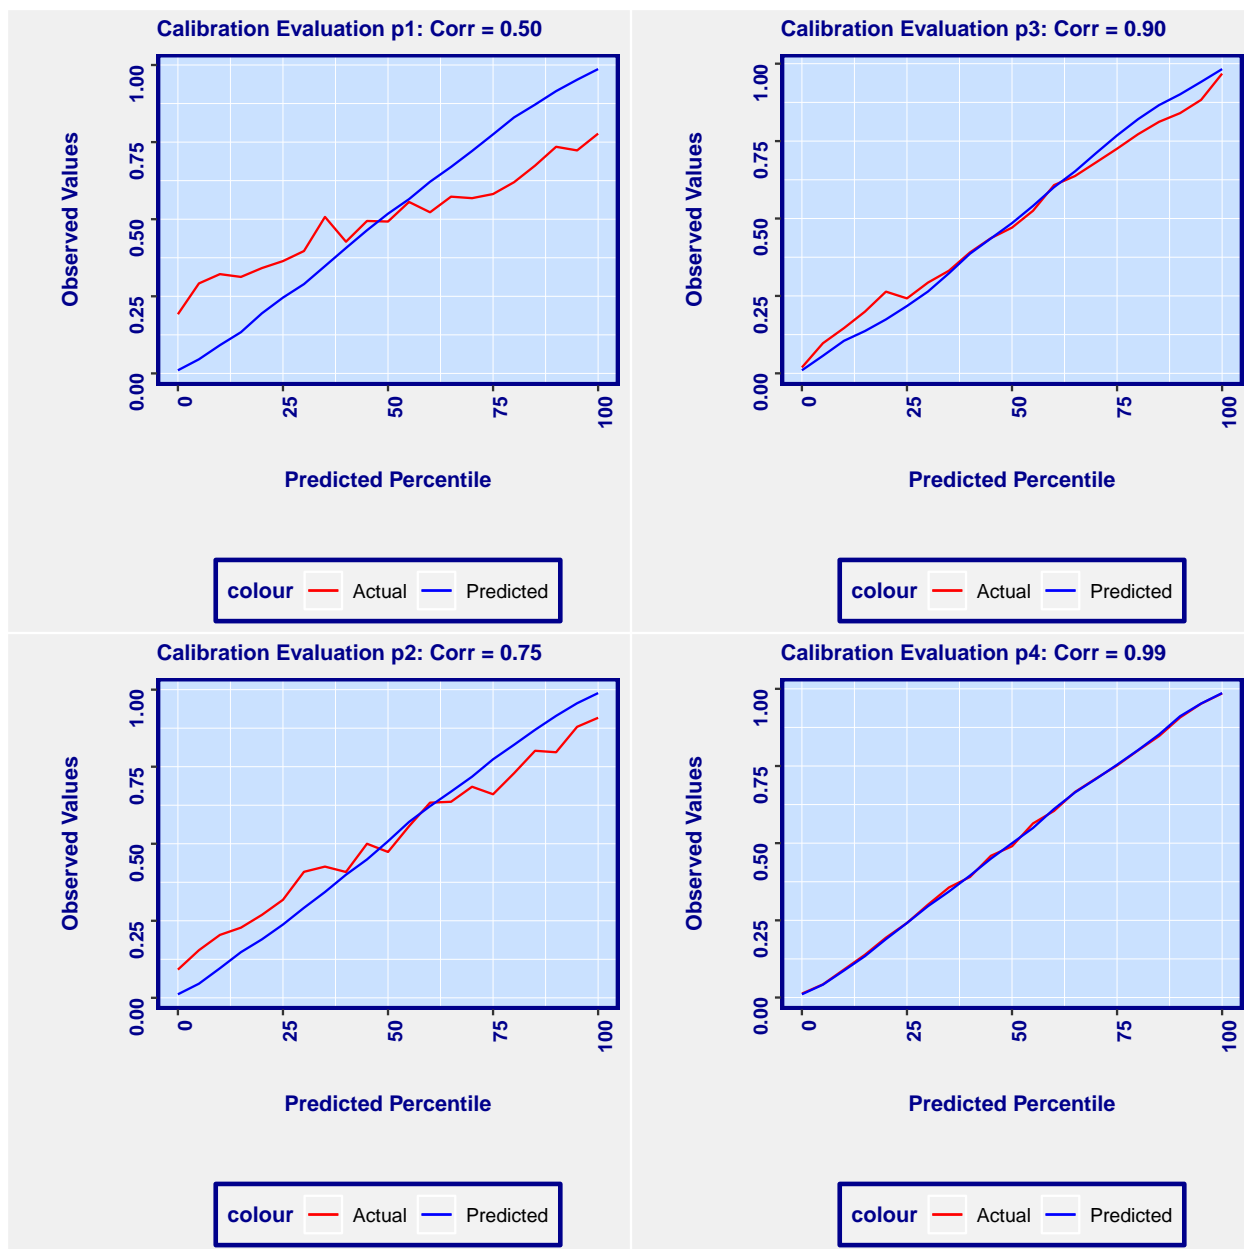 Calibration Evaluation p1: Corr = 0.50
Observed Values
1.00
0.75
0.50
0.25
0.00
0
25
50
75
100
Predicted Percentile
colour Actual Predicted
Calibration Evaluation p3: Corr = 0.90
Observed Values
1.00
0.75
0.50
0.25
0.00
0
25
50
75
100
Predicted Percentile
colour Actual Predicted
Calibration Evaluation p2: Corr = 0.75
Observed Values
1.00
0.75
0.50
0.25
0.00
0
25
50
75
100
Predicted Percentile
colour Actual Predicted
Calibration Evaluation p4: Corr = 0.99
Observed Values
1.00
0.75
0.50
0.25
0.00
0
25
50
75
100
Predicted Percentile
colour Actual Predicted